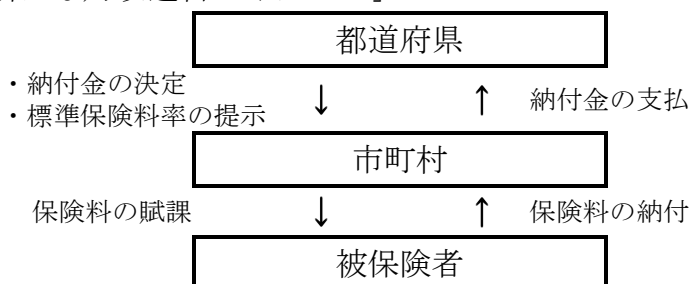 都道府県
・納付金の決定
・標準保険料率の提示
↓ ↑ 納付金の支払
市町村
保険料の賦課 ↓ ↑ 保険料の納付
被保険者